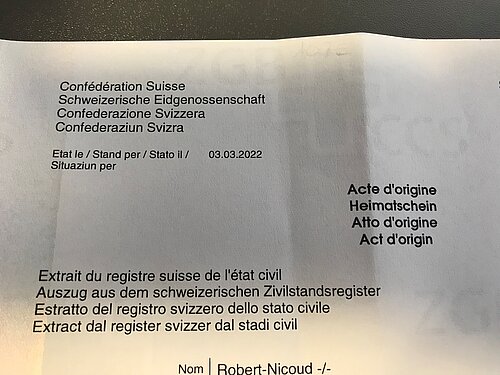 Confédération Suisse
Schweizerische Eidgenossenschaft
Confederazione Svizzera
Confederaziun Svizra
Etat le / Stand per / Stato il / 03.03.2022
Situaziun per
Acte d'origine
Heimatschein
Atto d'origine
Act d'origin
Extrait du registre suisse de l'état civil
Auszug aus dem schweizerischen Zivilstandsregister
Estratto del registro svizzero dello stato civile
Extract dal register svizzer dal stadi civil
Nom Robert-Nicoud -/-